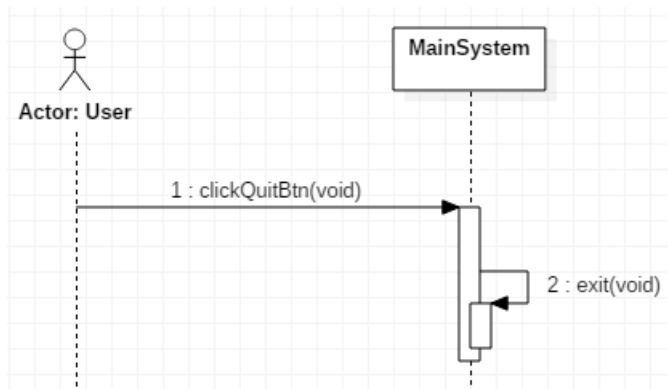 MainSystem
Actor: User
1 : clickQuitBtn(void)
2 : exit(void)